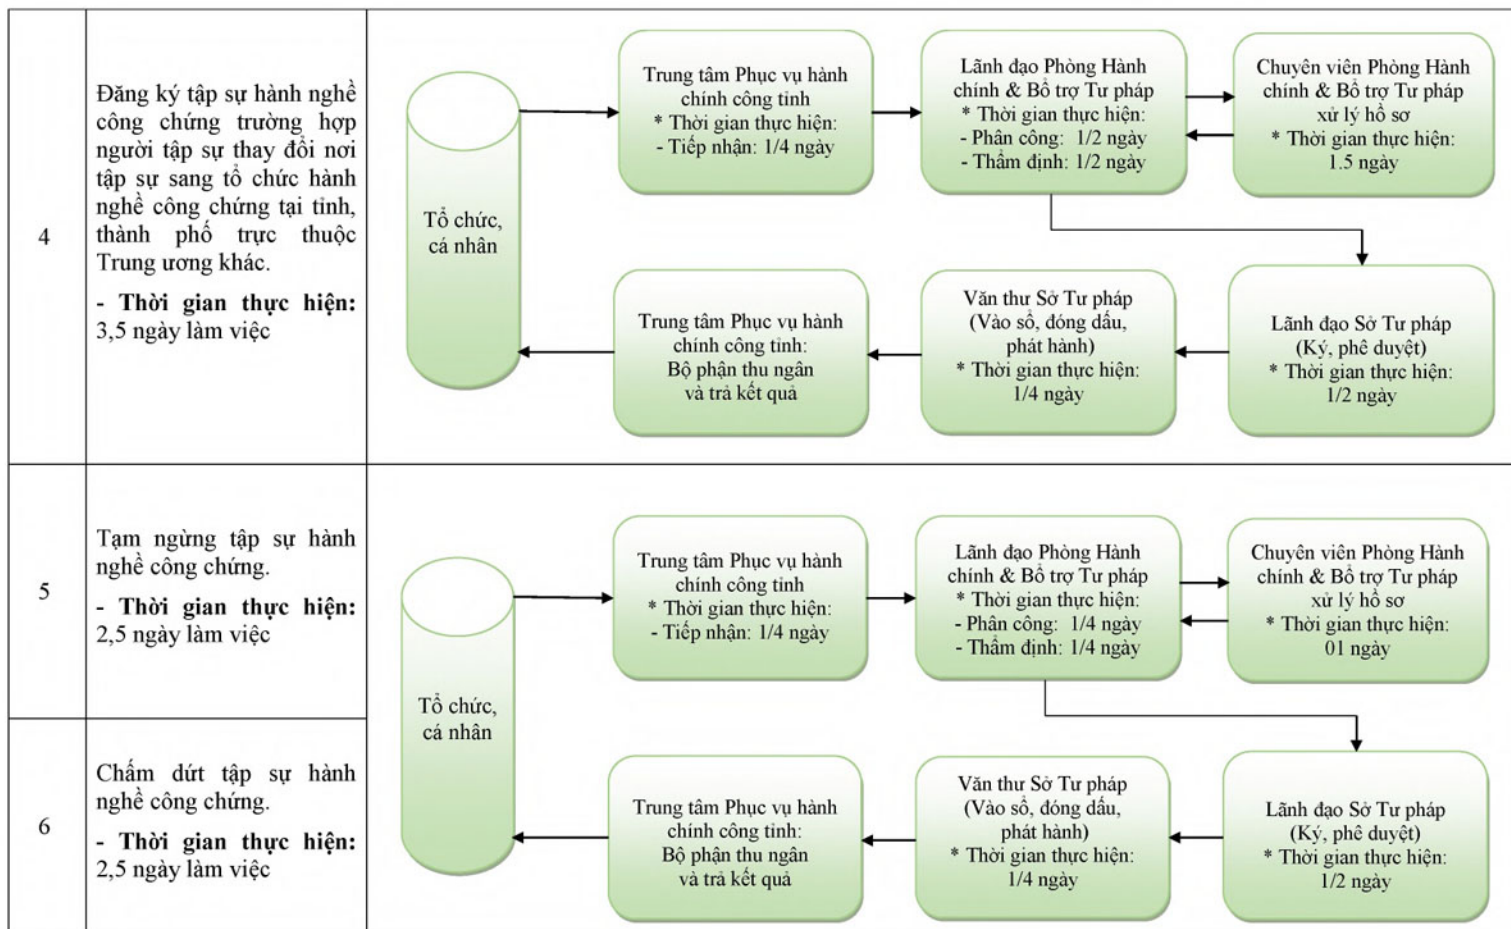 4
Đăng ký tập sự hành nghề
công chứng trường hợp
người tập sự thay đổi nơi
tập sự sang tổ chức hành
nghề công chứng tại tỉnh,
thành phố trực thuộc
Trung ương khác.
- Thời gian thực hiện:
3,5 ngày làm việc
Tổ chức,
cá nhân
Trung tâm Phục vụ hành
chính công tỉnh
* Thời gian thực hiện:
- Tiếp nhận: 1/4 ngày
Lãnh đạo Phòng Hành
chính & Bổ trợ Tư pháp
* Thời gian thực hiện:
- Phân công: 1/2 ngày
- Thẩm định: 1/2 ngày
Chuyên viên Phòng Hành
chính & Bổ trợ Tư pháp
xử lý hồ sơ
* Thời gian thực hiện:
1.5 ngày
Lãnh đạo Sở Tư pháp
(Ký, phê duyệt)
* Thời gian thực hiện:
1/2 ngày
Văn thư Sở Tư pháp
(Vào sổ, đóng dấu,
phát hành)
* Thời gian thực hiện:
1/4 ngày
Trung tâm Phục vụ hành
chính công tỉnh:
Bộ phận thu ngân
và trả kết quả
5
Tạm ngừng tập sự hành
nghề công chứng.
- Thời gian thực hiện:
2,5 ngày làm việc
6
Chấm dứt tập sự hành
nghề công chứng.
- Thời gian thực hiện:
2,5 ngày làm việc
Tổ chức,
cá nhân
Trung tâm Phục vụ hành
chính công tỉnh
* Thời gian thực hiện:
- Tiếp nhận: 1/4 ngày
Lãnh đạo Phòng Hành
chính & Bổ trợ Tư pháp
* Thời gian thực hiện:
- Phân công: 1/4 ngày
- Thẩm định: 1/4 ngày
Chuyên viên Phòng Hành
chính & Bổ trợ Tư pháp
xử lý hồ sơ
* Thời gian thực hiện:
01 ngày
Lãnh đạo Sở Tư pháp
(Ký, phê duyệt)
* Thời gian thực hiện:
1/2 ngày
Văn thư Sở Tư pháp
(Vào sổ, đóng dấu,
phát hành)
* Thời gian thực hiện:
1/4 ngày
Trung tâm Phục vụ hành
chính công tỉnh:
Bộ phận thu ngân
và trả kết quả